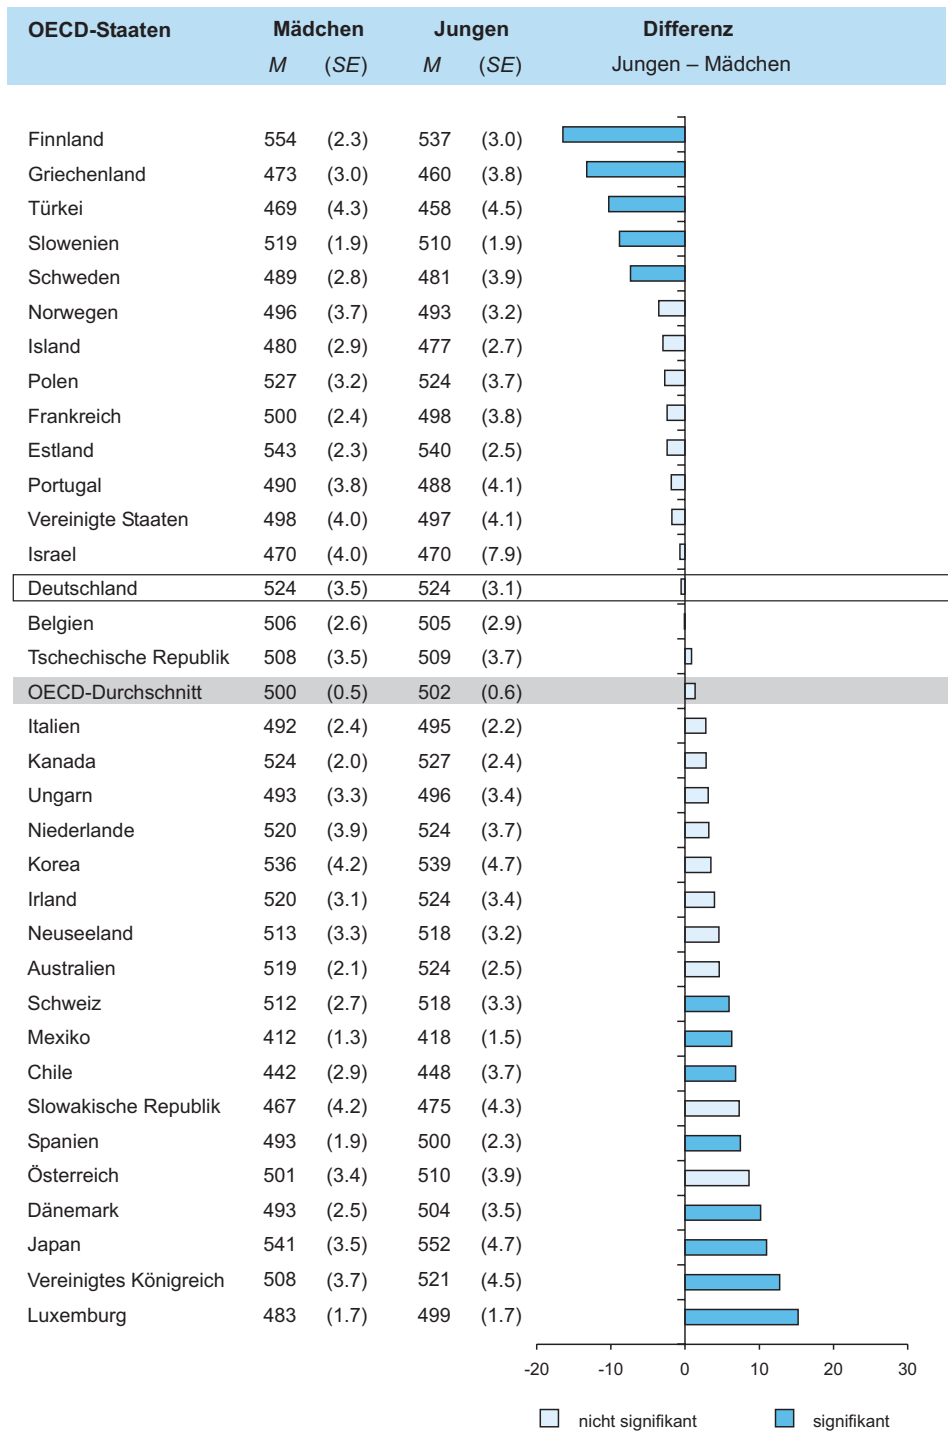 OECD-Staaten Mädchen Jungen Differenz
M (SE) M (SE) Jungen – Mädchen
Finnland 554 (2.3) 537 (3.0)
Griechenland 473 (3.0) 460 (3.8)
Türkei 469 (4.3) 458 (4.5)
Slowenien 519 (1.9) 510 (1.9)
Schweden 489 (2.8) 481 (3.9)
Norwegen 496 (3.7) 493 (3.2)
Island 480 (2.9) 477 (2.7)
Polen 527 (3.2) 524 (3.7)
Frankreich 500 (2.4) 498 (3.8)
Estland 543 (2.3) 540 (2.5)
Portugal 490 (3.8) 488 (4.1)
Vereinigte Staaten 498 (4.0) 497 (4.1)
Israel 470 (4.0) 470 (7.9)
Deutschland 524 (3.5) 524 (3.1)
Belgien 506 (2.6) 505 (2.9)
Tschechische Republik 508 (3.5) 509 (3.7)
OECD-Durchschnitt 500 (0.5) 502 (0.6)
Italien 492 (2.4) 495 (2.2)
Kanada 524 (2.0) 527 (2.4)
Ungarn 493 (3.3) 496 (3.4)
Niederlande 520 (3.9) 524 (3.7)
Korea 536 (4.2) 539 (4.7)
Irland 520 (3.1) 524 (3.4)
Neuseeland 513 (3.3) 518 (3.2)
Australien 519 (2.1) 524 (2.5)
Schweiz 512 (2.7) 518 (3.3)
Mexiko 412 (1.3) 418 (1.5)
Chile 442 (2.9) 448 (3.7)
Slowakische Republik 467 (4.2) 475 (4.3)
Spanien 493 (1.9) 500 (2.3)
Österreich 501 (3.4) 510 (3.9)
Dänemark 493 (2.5) 504 (3.5)
Japan 541 (3.5) 552 (4.7)
Vereinigtes Königreich 508 (3.7) 521 (4.5)
Luxemburg 483 (1.7) 499 (1.7)
-20 -10 0 10 20 30
nicht signifikant signifikant